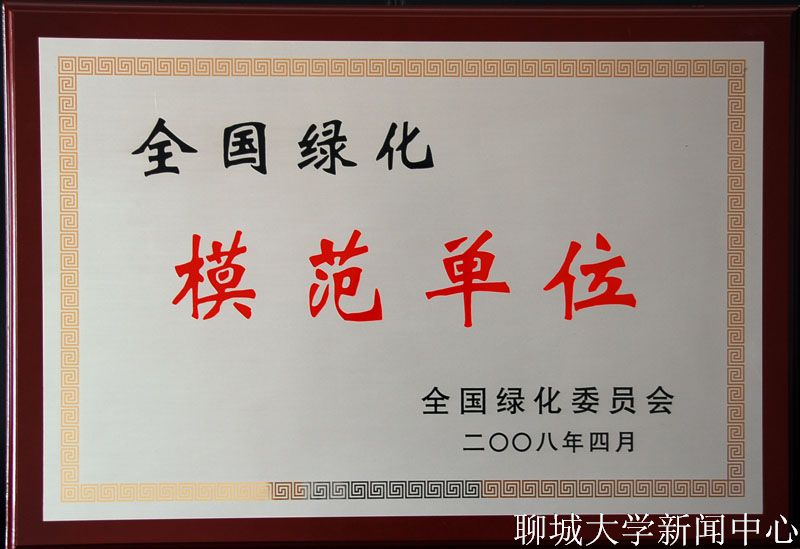 全国绿化
模范单位
全国绿化委员会
二〇〇八年四月
聊城大学新闻中心